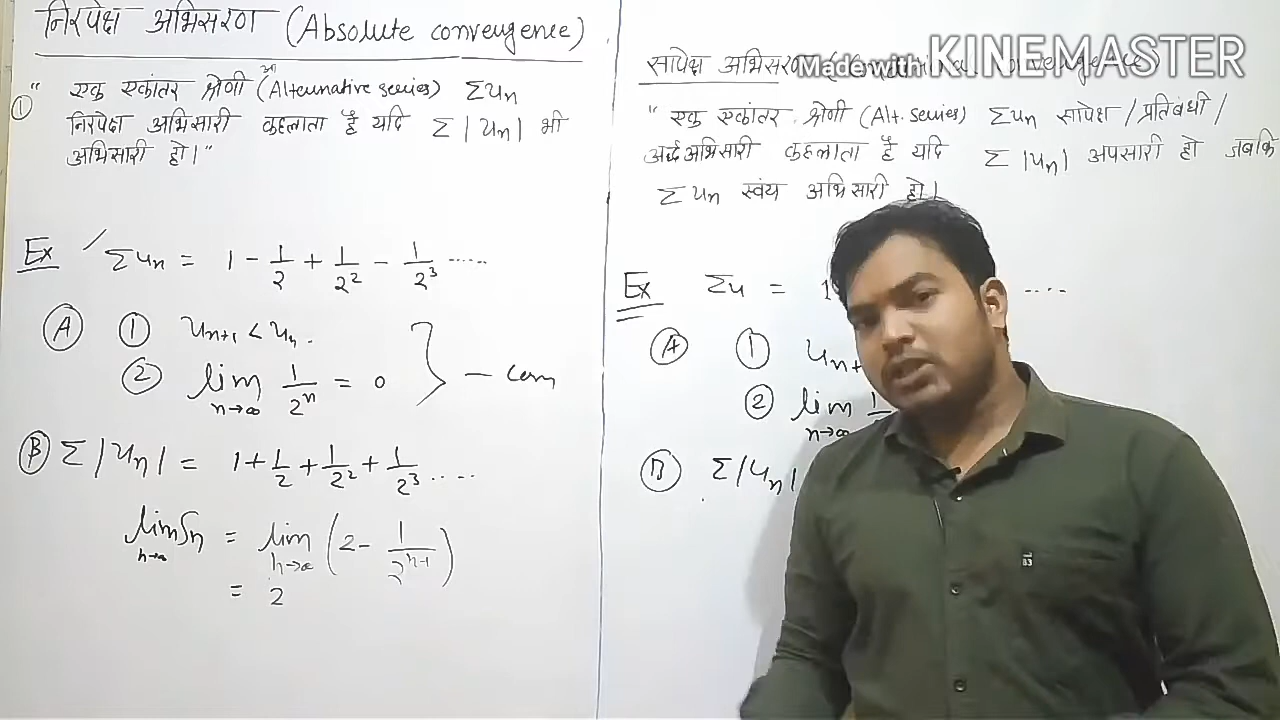 निरपेक्ष अभिसरण (Absolute convergence)
" एक एकांतर श्रेणी (Alternative series) Σun
① निरपेक्ष अभिसारी कहलाता है यदि Σ|un| भी
अभिसारी हो।"
Ex Σun = 1 - 1/2 + 1/2² - 1/2³ ......
Ⓐ ① un+1 < un.
② lim n→∞ 1/2ⁿ = 0 } - con
Ⓑ Σ|un| = 1 + 1/2 + 1/2² + 1/2³ ....
lim n→∞ Sn = lim n→∞ (2 - 1/2ⁿ⁻¹)
= 2
सापेक्ष अभिसरण
Made with KINEMASTER
" एक एकांतर श्रेणी (Alt. series) Σun सापेक्ष/प्रतिबंधी/
अर्द्धअभिसारी कहलाता है यदि Σ|un| अपसारी हो जबकि
Σun स्वंय अभिसारी हो।
Ex Σu = 1 ....
Ⓐ ① un+
② lim n→∞ 1
Σ|un|
83